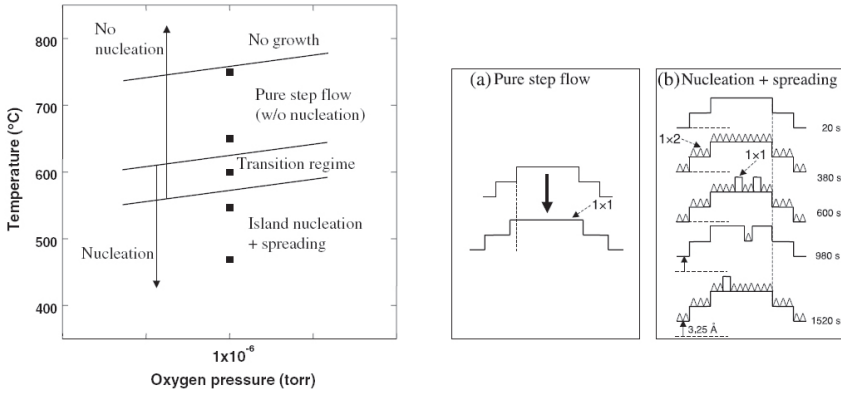 800
700
600
500
400
Temperature (°C)
No
nucleation
No growth
Pure step flow
(w/o nucleation)
Transition regime
Island nucleation
+ spreading
Nucleation
1x10-6
Oxygen pressure (torr)
(a) Pure step flow
1×1
(b) Nucleation + spreading
20 s
1×2
380 s
1×1
600 s
980 s
1520 s
3,25 Å